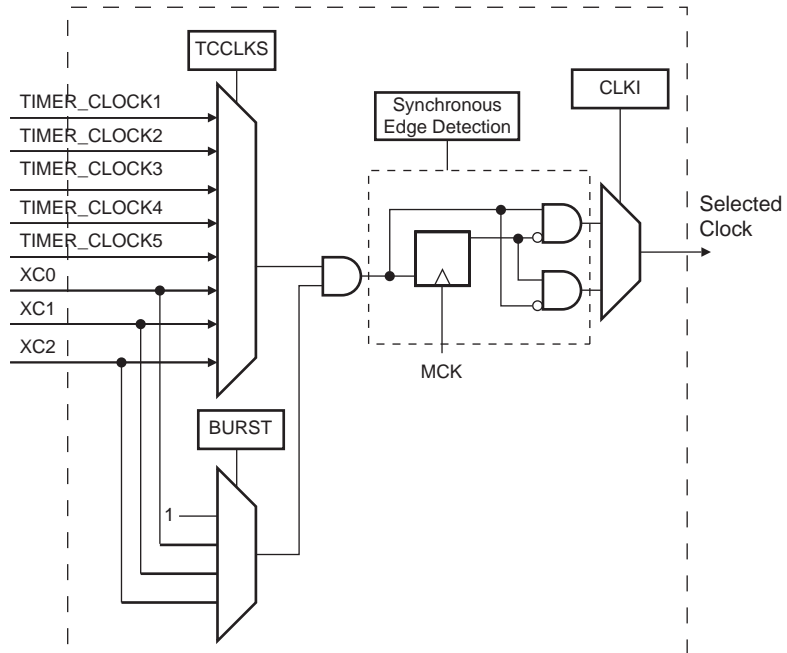 TCCLKS
TIMER_CLOCK1
TIMER_CLOCK2
TIMER_CLOCK3
TIMER_CLOCK4
TIMER_CLOCK5
XC0
XC1
XC2
Synchronous
Edge Detection
CLKI
Selected
Clock
MCK
BURST
1